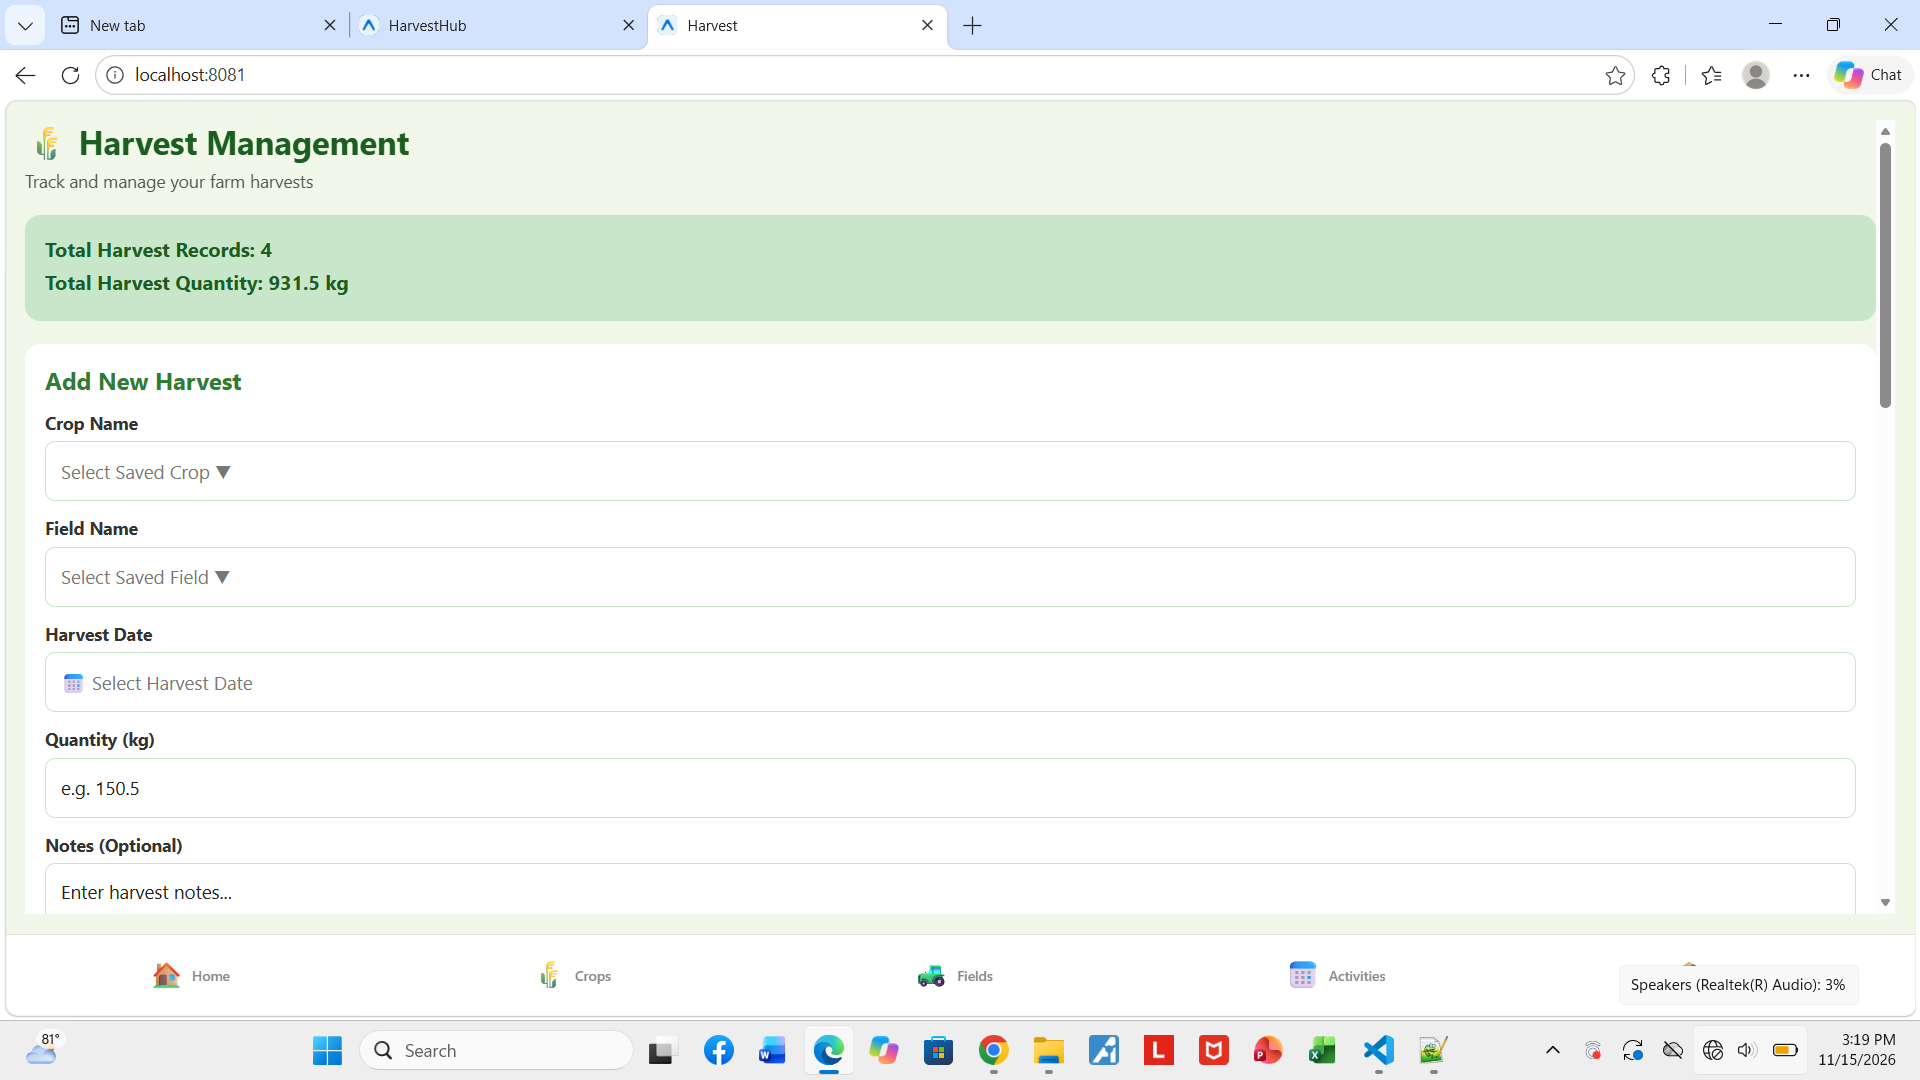 New tab
HarvestHub
Harvest
localhost:8081
Chat
Harvest Management
Track and manage your farm harvests
Total Harvest Records: 4
Total Harvest Quantity: 931.5 kg
Add New Harvest
Crop Name
Select Saved Crop ▼
Field Name
Select Saved Field ▼
Harvest Date
Select Harvest Date
Quantity (kg)
e.g. 150.5
Notes (Optional)
Enter harvest notes...
Home
Crops
Fields
Activities
Speakers (Realtek(R) Audio): 3%
81°
Search
3:19 PM
11/15/2026